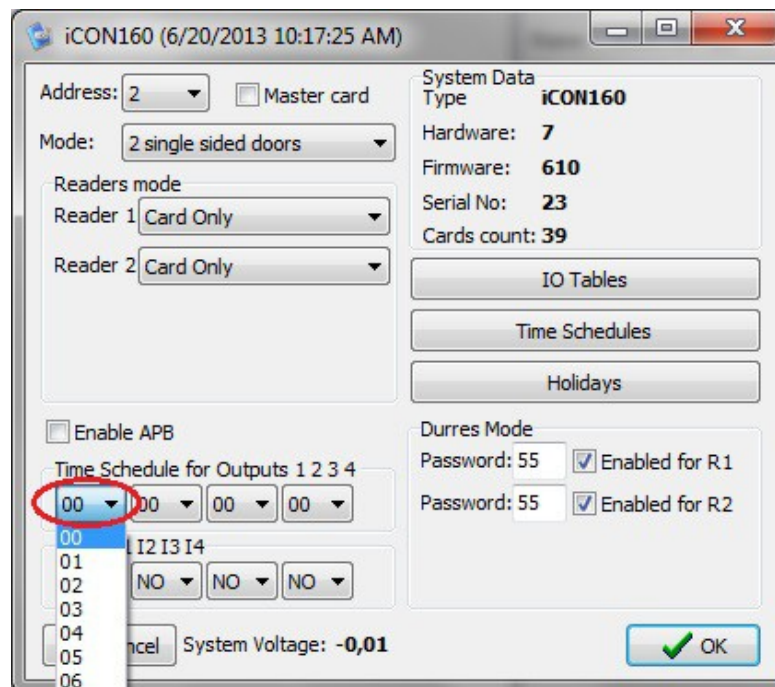 iCON160 (6/20/2013 10:17:25 AM)
Address: 2 Master card
Mode: 2 single sided doors
Readers mode
Reader 1 Card Only
Reader 2 Card Only
System Data
Type iCON160
Hardware: 7
Firmware: 610
Serial No: 23
Cards count: 39
IO Tables
Time Schedules
Holidays
Enable APB
Time Schedule for Outputs 1 2 3 4
00 00 00 00
00
01
02
03
04
05
06
I2 I3 I4
NO NO NO
Durres Mode
Password: 55 Enabled for R1
Password: 55 Enabled for R2
System Voltage: -0,01
OK